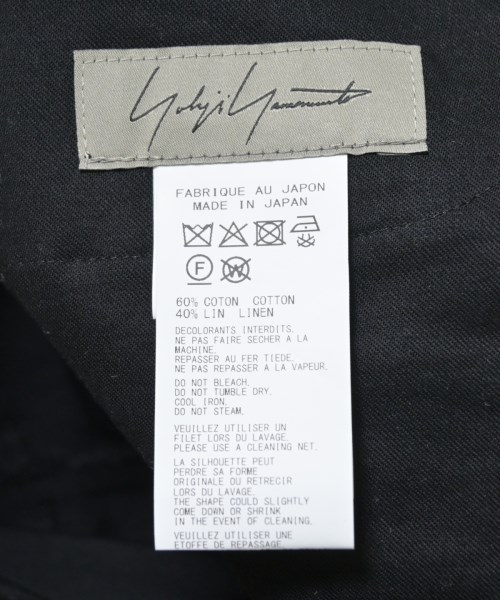 Yohji Yamamoto
FABRIQUE AU JAPON
MADE IN JAPAN
F W
60% COTON COTTON
40% LIN LINEN
DECOLORANTS INTERDITS.
NE PAS FAIRE SECHER A LA
MACHINE.
REPASSER AU FER TIEDE.
NE PAS REPASSER A LA VAPEUR.
DO NOT BLEACH.
DO NOT TUMBLE DRY.
COOL IRON.
DO NOT STEAM.
VEUILLEZ UTILISER UN
FILET LORS DU LAVAGE.
PLEASE USE A CLEANING NET.
LA SILHOUETTE PEUT
PERDRE SA FORME
ORIGINALE OU RETRECIR
LORS DU LAVAGE.
THE SHAPE COULD SLIGHTLY
COME DOWN OR SHRINK
IN THE EVENT OF CLEANING.
VEUILLEZ UTILISER UNE
ETOFFE DE REPASSAGE